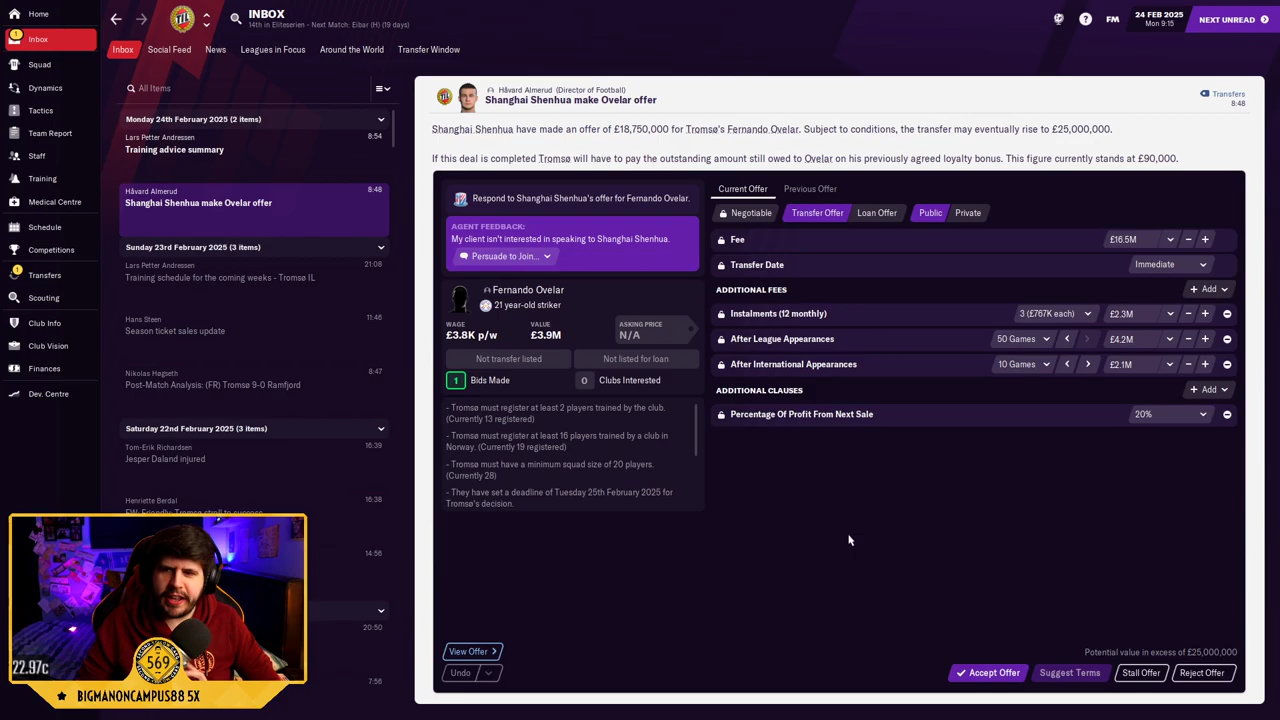 INBOX
14th in Eliteserien - Next Match: Eibar (H) (19 days)
FM
24 FEB 2025
Mon 9:15
NEXT UNREAD
Home
1
Inbox
Squad
Dynamics
Tactics
Team Report
Staff
Training
Medical Centre
Schedule
Competitions
1
Transfers
Scouting
Club Info
Club Vision
Finances
Dev. Centre
Inbox
Social Feed
News
Leagues in Focus
Around the World
Transfer Window
All Items
Monday 24th February 2025 (2 items)
Lars Petter Andressen 8:54
Training advice summary
Håvard Almerud 8:48
Shanghai Shenhua make Ovelar offer
Sunday 23rd February 2025 (3 items)
Lars Petter Andressen 21:08
Training schedule for the coming weeks - Tromsø IL
Hans Steen 11:46
Season ticket sales update
Nikolas Høgseth 8:47
Post-Match Analysis: (FR) Tromsø 9-0 Ramfjord
Saturday 22nd February 2025 (3 items)
Tom-Erik Richardsen 16:39
Jesper Daland injured
Henriette Berdal 16:38
14:56
20:50
7:56
Håvard Almerud (Director of Football)
Shanghai Shenhua make Ovelar offer
Transfers
8:48
Shanghai Shenhua have made an offer of £18,750,000 for Tromsø's Fernando Ovelar. Subject to conditions, the transfer may eventually rise to £25,000,000.
If this deal is completed Tromsø will have to pay the outstanding amount still owed to Ovelar on his previously agreed loyalty bonus. This figure currently stands at £90,000.
Respond to Shanghai Shenhua's offer for Fernando Ovelar.
AGENT FEEDBACK:
My client isn't interested in speaking to Shanghai Shenhua.
Persuade to Join...
Fernando Ovelar
21 year-old striker
WAGE
£3.8K p/w
VALUE
£3.9M
ASKING PRICE
N/A
Not transfer listed
Not listed for loan
1 Bids Made
0 Clubs Interested
- Tromsø must register at least 2 players trained by the club.
(Currently 13 registered)
- Tromsø must register at least 16 players trained by a club in
Norway. (Currently 19 registered)
- Tromsø must have a minimum squad size of 20 players.
(Currently 28)
- They have set a deadline of Tuesday 25th February 2025 for
Tromsø's decision.
View Offer
Undo
Current Offer
Previous Offer
Negotiable
Transfer Offer
Loan Offer
Public
Private
Fee £16.5M
Transfer Date Immediate
ADDITIONAL FEES
Add
Instalments (12 monthly) 3 (£767K each) £2.3M
After League Appearances 50 Games £4.2M
After International Appearances 10 Games £2.1M
ADDITIONAL CLAUSES
Add
Percentage Of Profit From Next Sale 20%
Potential value in excess of £25,000,000
Accept Offer
Suggest Terms
Stall Offer
Reject Offer
22.97c
569
BIGMANONCAMPUS88 5X